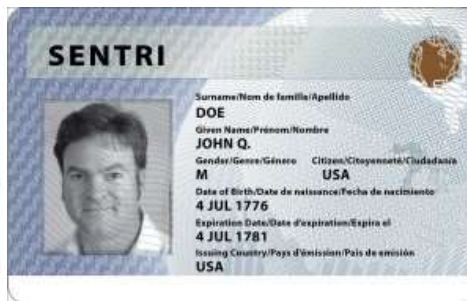 SENTRI
Surname/Nom de famille/Apellido
DOE
Given Name/Prénom/Nombre
JOHN Q.
Gender/Genre/Género Citizen/Citoyenneté/Ciudadania
M USA
Date of Birth/Date de naissance/Fecha de nacimiento
4 JUL 1776
Expiration Date/Date d'expiration/Expira el
4 JUL 1781
Issuing Country/Pays d'émission/Pais de emisión
USA